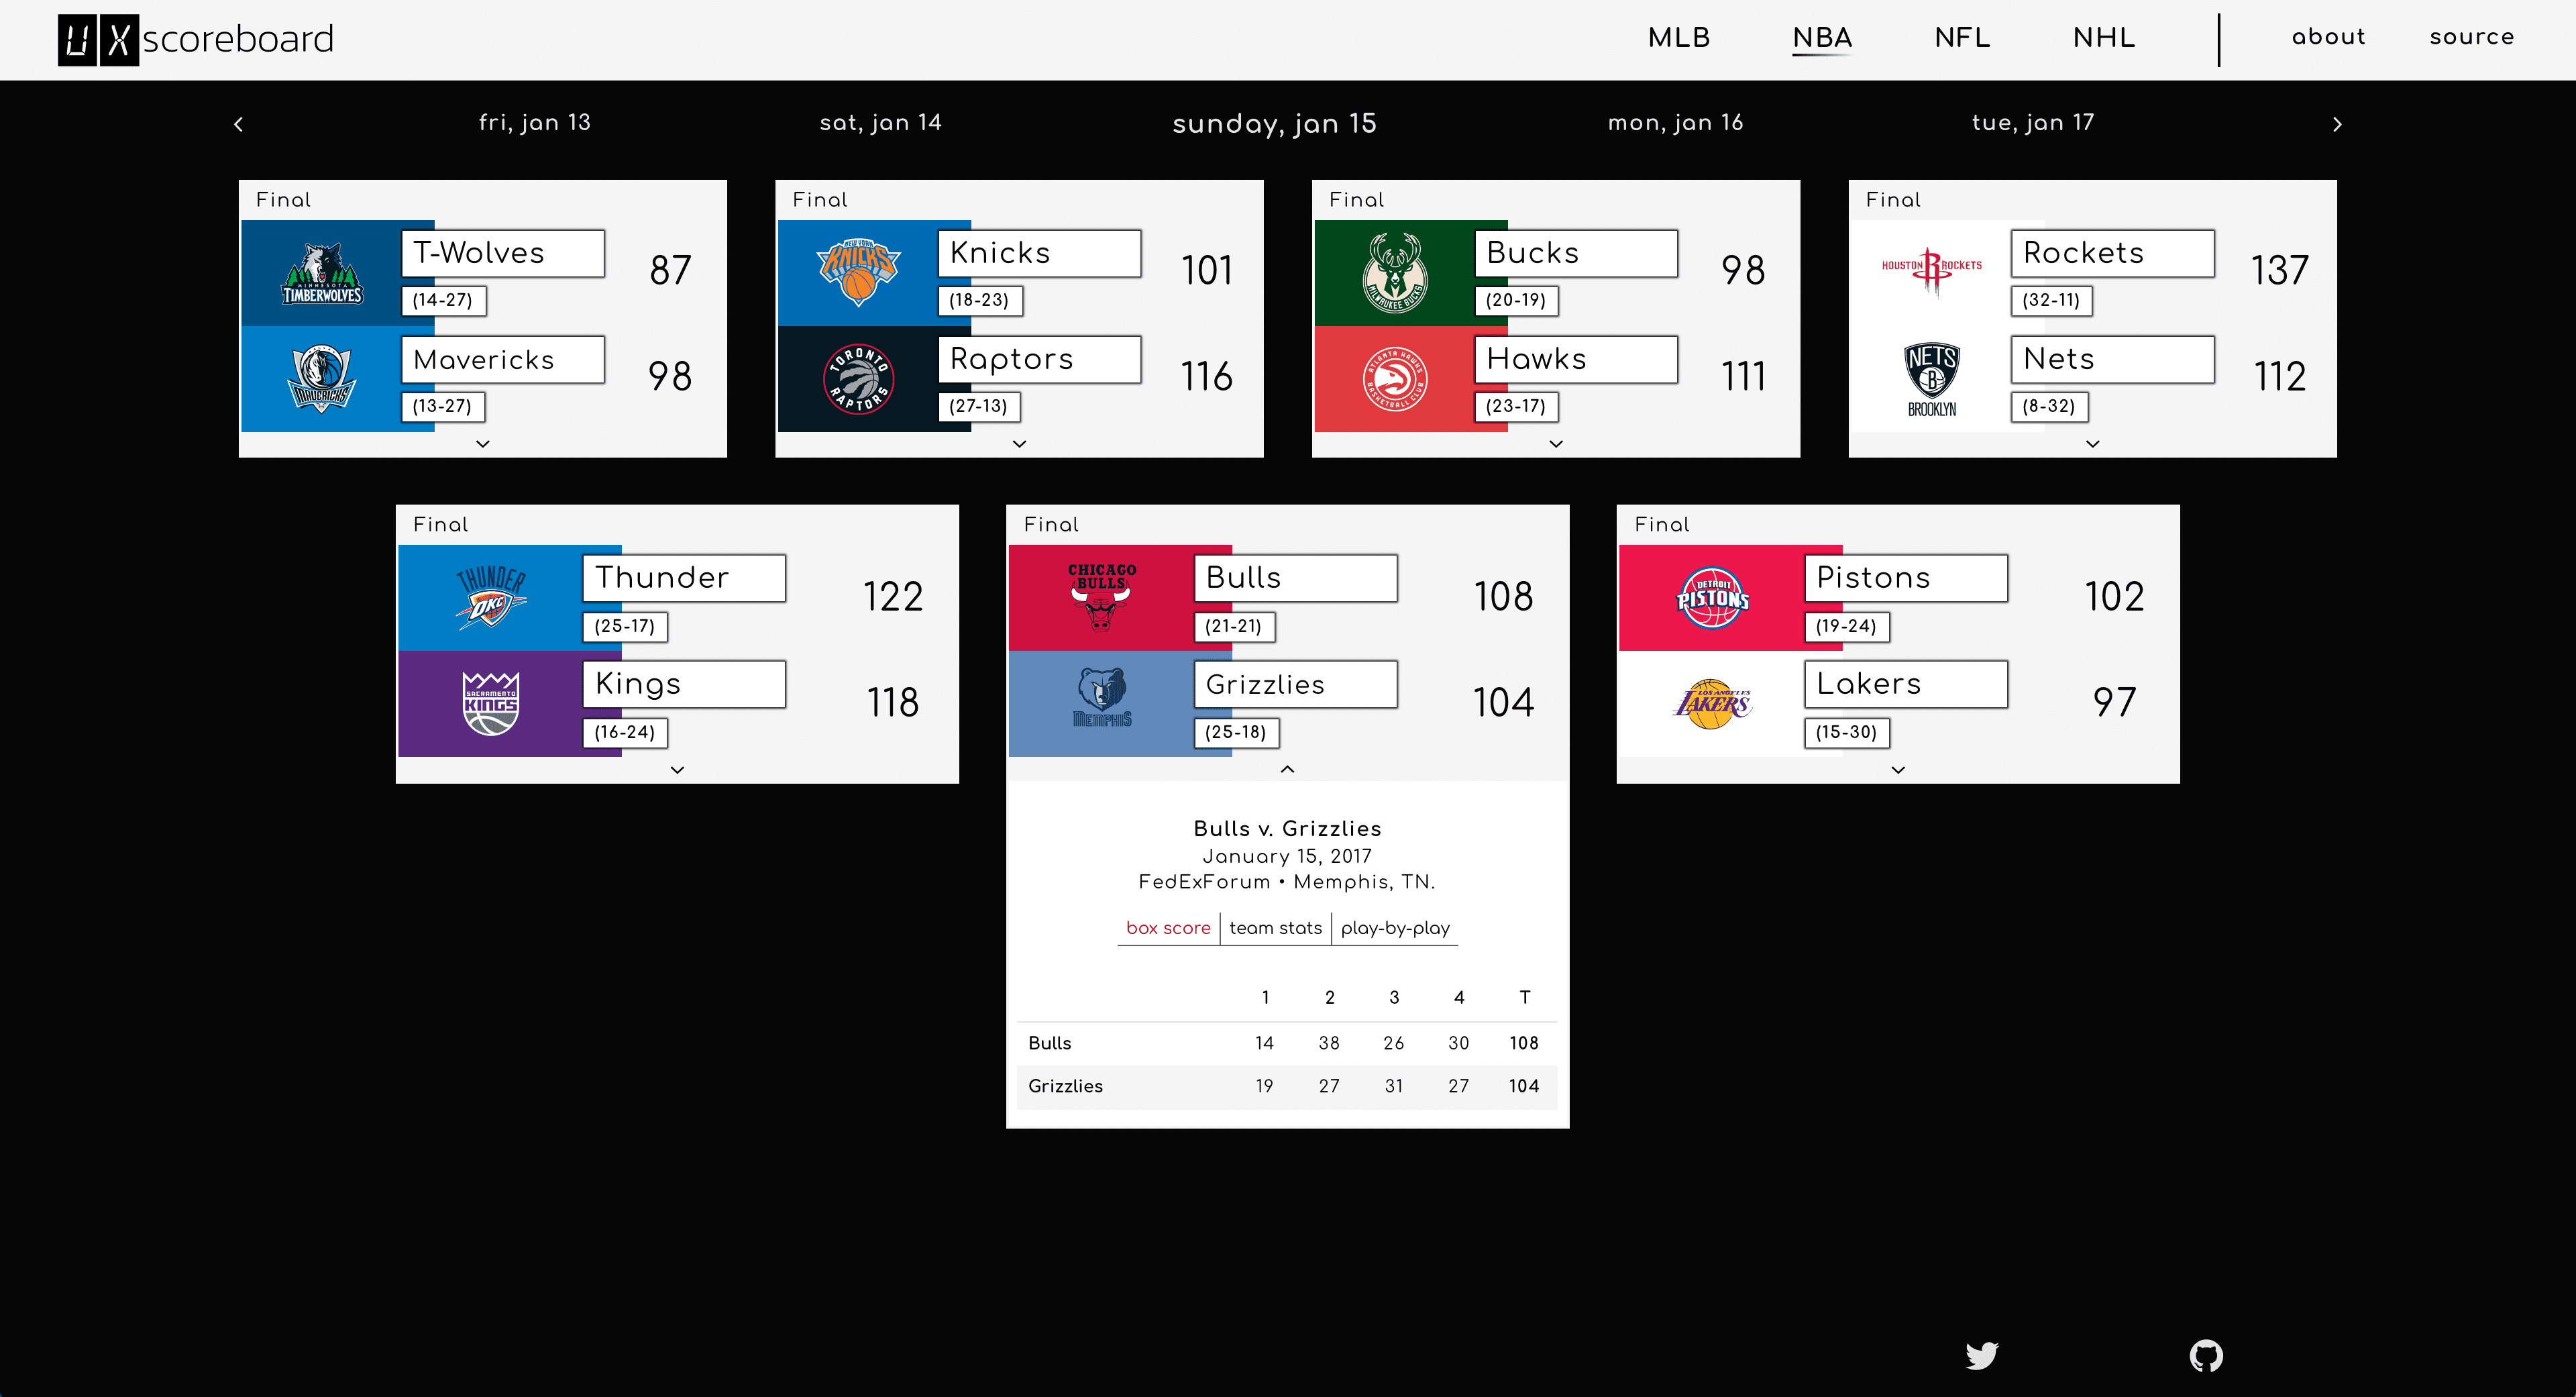 UX scoreboard
MLB NBA NFL NHL about source
fri, jan 13 sat, jan 14 sunday, jan 15 mon, jan 16 tue, jan 17
Final
MINNESOTA
TIMBERWOLVES
T-Wolves 87
(14-27)
MAVERICKS
Mavericks 98
(13-27)
Final
NEW YORK
KNICKS
Knicks 101
(18-23)
TORONTO
RAPTORS
Raptors 116
(27-13)
Final
MILWAUKEE BUCKS
Bucks 98
(20-19)
ATLANTA HAWKS
BASKETBALL CLUB
Hawks 111
(23-17)
Final
HOUSTON R ROCKETS
Rockets 137
(32-11)
NETS
B
BROOKLYN
Nets 112
(8-32)
Final
THUNDER
OKC
Thunder 122
(25-17)
SACRAMENTO
KINGS
Kings 118
(16-24)
Final
CHICAGO
BULLS
Bulls 108
(21-21)
MEMPHIS
Grizzlies 104
(25-18)
Bulls v. Grizzlies
January 15, 2017
FedExForum • Memphis, TN.
box score team stats play-by-play
1 2 3 4 T
Bulls 14 38 26 30 108
Grizzlies 19 27 31 27 104
Final
DETROIT
PISTONS
Pistons 102
(19-24)
LOS ANGELES
LAKERS
Lakers 97
(15-30)